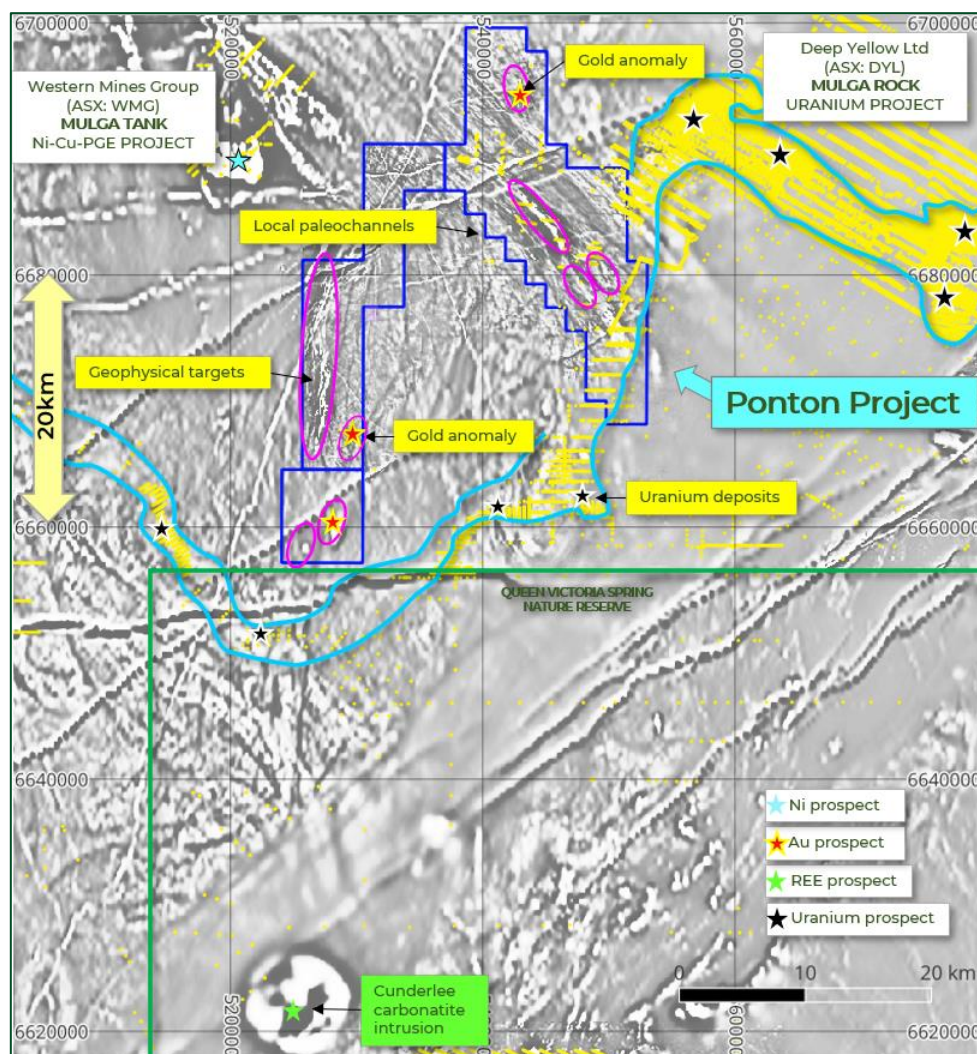 6700000
6700000
520000
540000
560000
Western Mines Group
(ASX: WMG)
MULGA TANK
Ni-Cu-PGE PROJECT
Gold anomaly
Deep Yellow Ltd
(ASX: DYL)
MULGA ROCK
URANIUM PROJECT
Local paleochannels
6680000
6680000
20km
Geophysical targets
Ponton Project
Gold anomaly
Uranium deposits
6660000
6660000
QUEEN VICTORIA SPRING
NATURE RESERVE
6640000
6640000
Ni prospect
Au prospect
REE prospect
Uranium prospect
Cunderlee
carbonatite
intrusion
0
10
20 km
520000
540000
560000
6620000
6620000